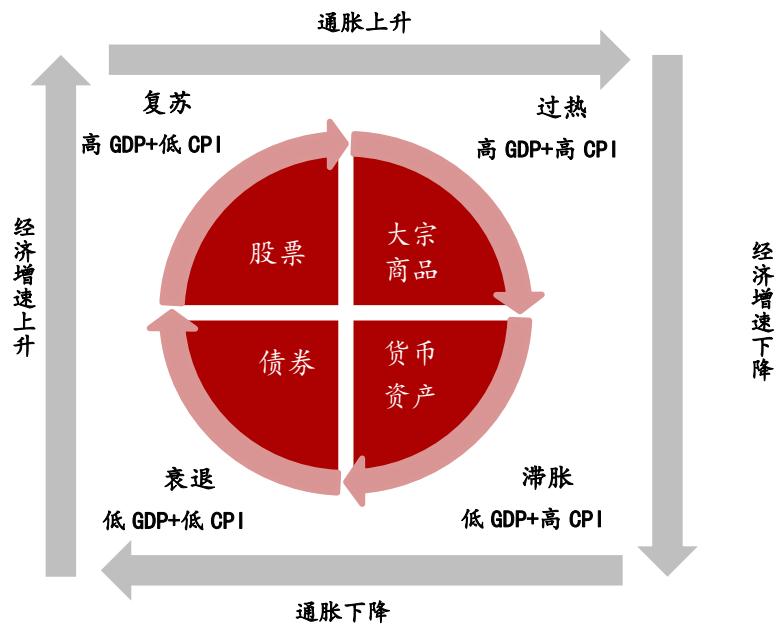 通胀上升
复苏
高 GDP+低 CPI
过热
高 GDP+高 CPI
经济增速上升
股票
大宗
商品
经济增速下降
债券
货币
资产
衰退
低 GDP+低 CPI
滞胀
低 GDP+高 CPI
通胀下降